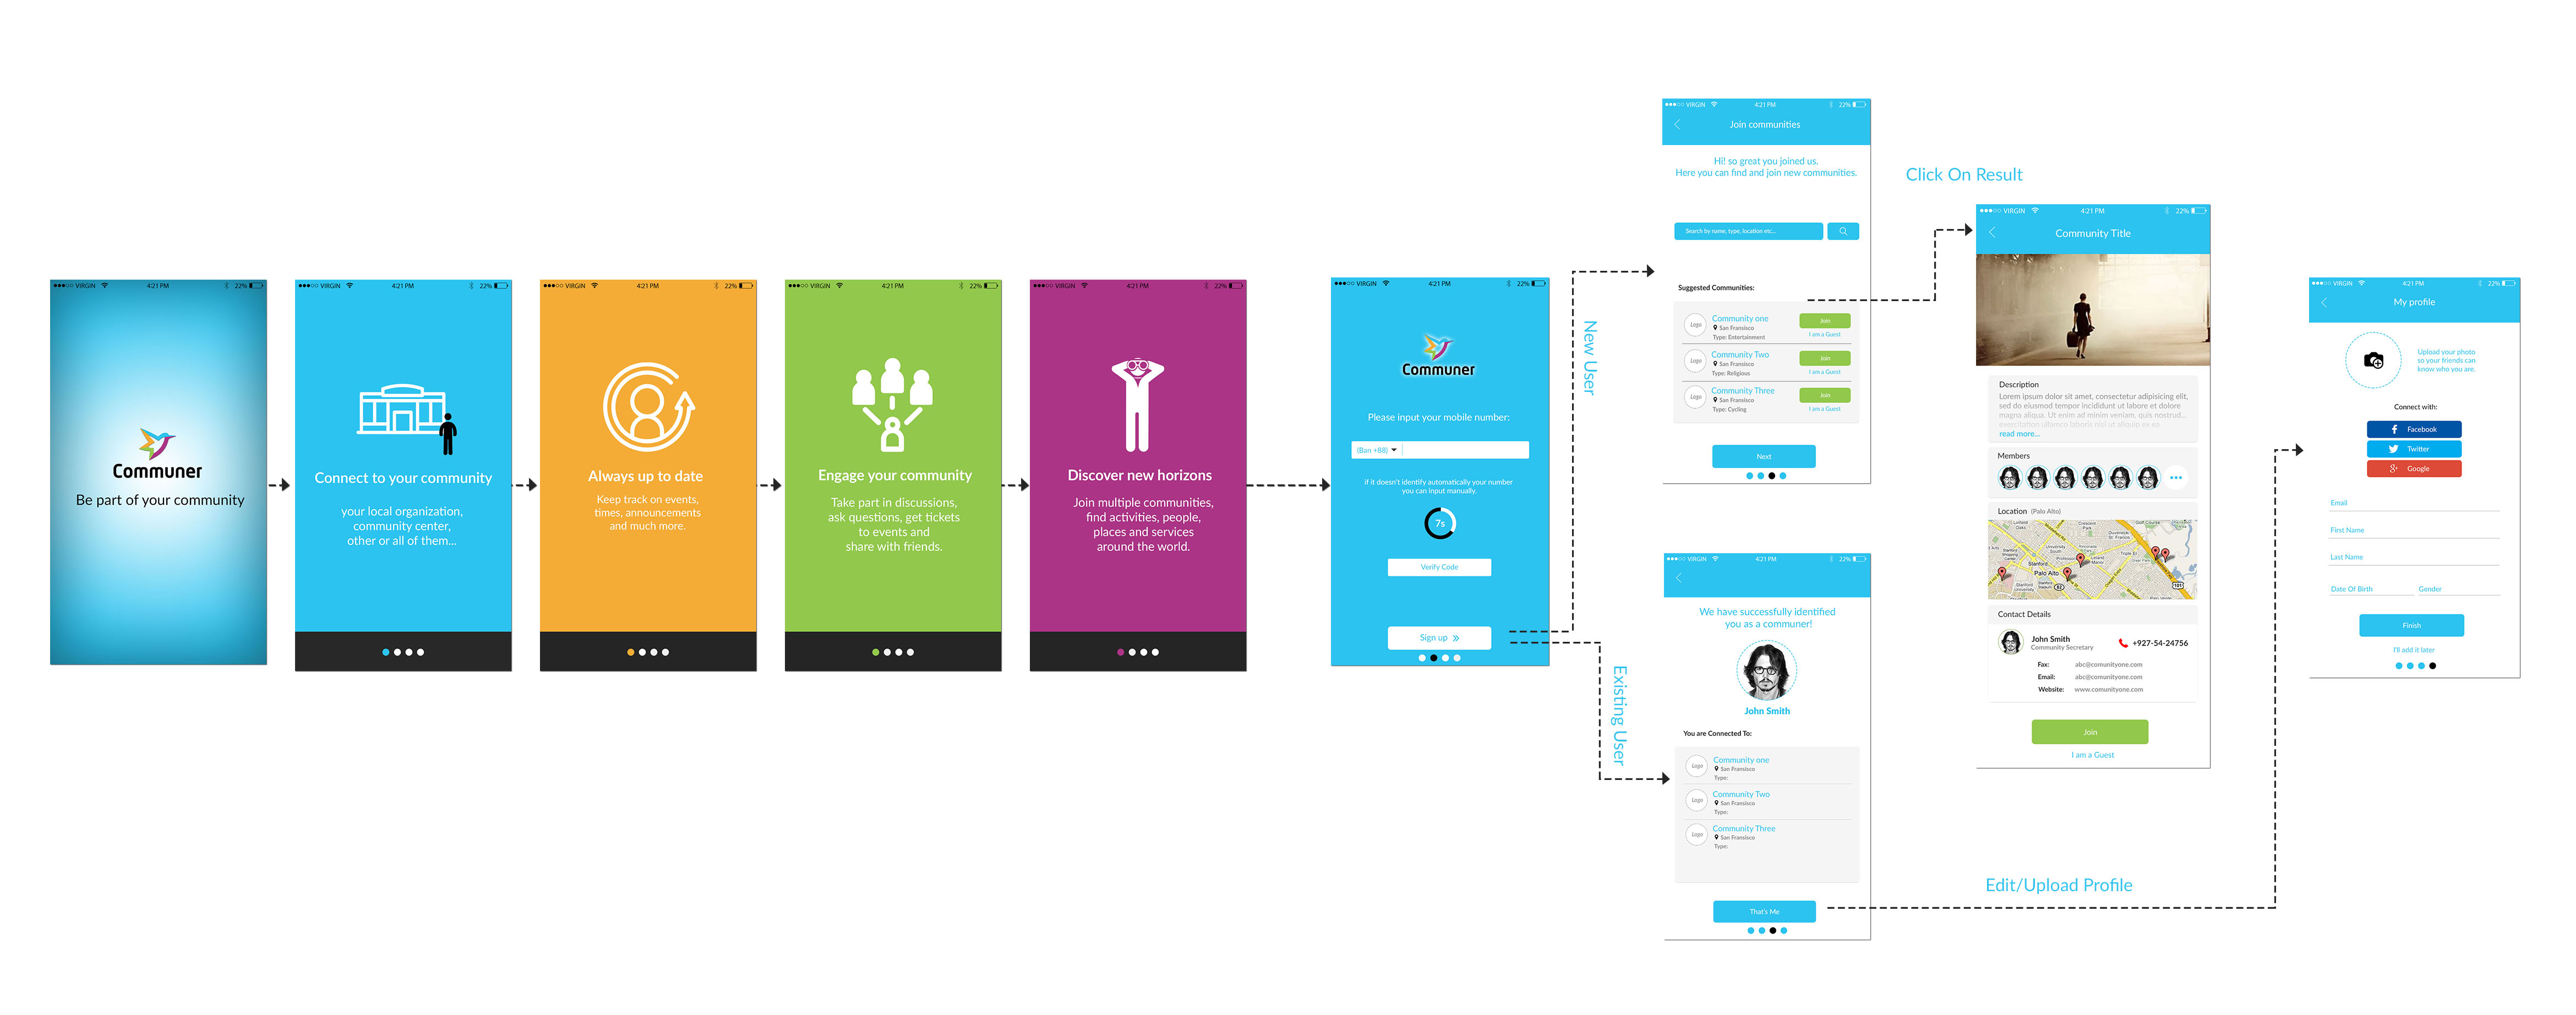 VIRGIN 4:21 PM 22%
Communer
Be part of your community
VIRGIN 4:21 PM 22%
Connect to your community
your local organization,
community center,
other or all of them...
VIRGIN 4:21 PM 22%
Always up to date
Keep track on events,
times, announcements
and much more.
VIRGIN 4:21 PM 22%
Engage your community
Take part in discussions,
ask questions, get tickets
to events and
share with friends.
VIRGIN 4:21 PM 22%
Discover new horizons
Join multiple communities,
find activities, people,
places and services
around the world.
VIRGIN 4:21 PM 22%
Communer
Please input your mobile number:
(Ban +88)
if it doesn't identify automatically your number
you can input manually.
7s
Verify Code
Sign up »
New User
Existing User
VIRGIN 4:21 PM 22%
Join communities
Hi! so great you joined us.
Here you can find and join new communities.
Search by name, type, location etc...
Suggested Communities:
Logo
Community one
San Fransisco
Type: Entertainment
Join
I am a Guest
Logo
Community Two
San Fransisco
Type: Religious
Join
I am a Guest
Logo
Community Three
San Fransisco
Type: Cycling
Join
I am a Guest
Next
VIRGIN 4:21 PM 22%
We have successfully identified
you as a communer!
John Smith
You are Connected To:
Logo
Community one
San Fransisco
Type:
Logo
Community Two
San Fransisco
Type:
Logo
Community Three
San Fransisco
Type:
That's Me
Click On Result
VIRGIN 4:21 PM 22%
Community Title
Description
Lorem ipsum dolor sit amet, consectetur adipisicing elit,
sed do eiusmod tempor incididunt ut labore et dolore
magna aliqua. Ut enim ad minim veniam, quis nostrud...
exercitation ullamco laboris nisi ut aliquip ex ea
read more...
Members
Location (Palo Alto)
Palo Alto
101
Contact Details
John Smith
Community Secretary
+927-54-24756
Fax: abc@comunityone.com
Email: abc@comunityone.com
Website: www.comunityone.com
Join
I am a Guest
Edit/Upload Profile
VIRGIN 4:21 PM 22%
My profile
Upload your photo
so your friends can
know who you are.
Connect with:
Facebook
Twitter
Google
Email
First Name
Last Name
Date Of Birth Gender
Finish
I'll add it later